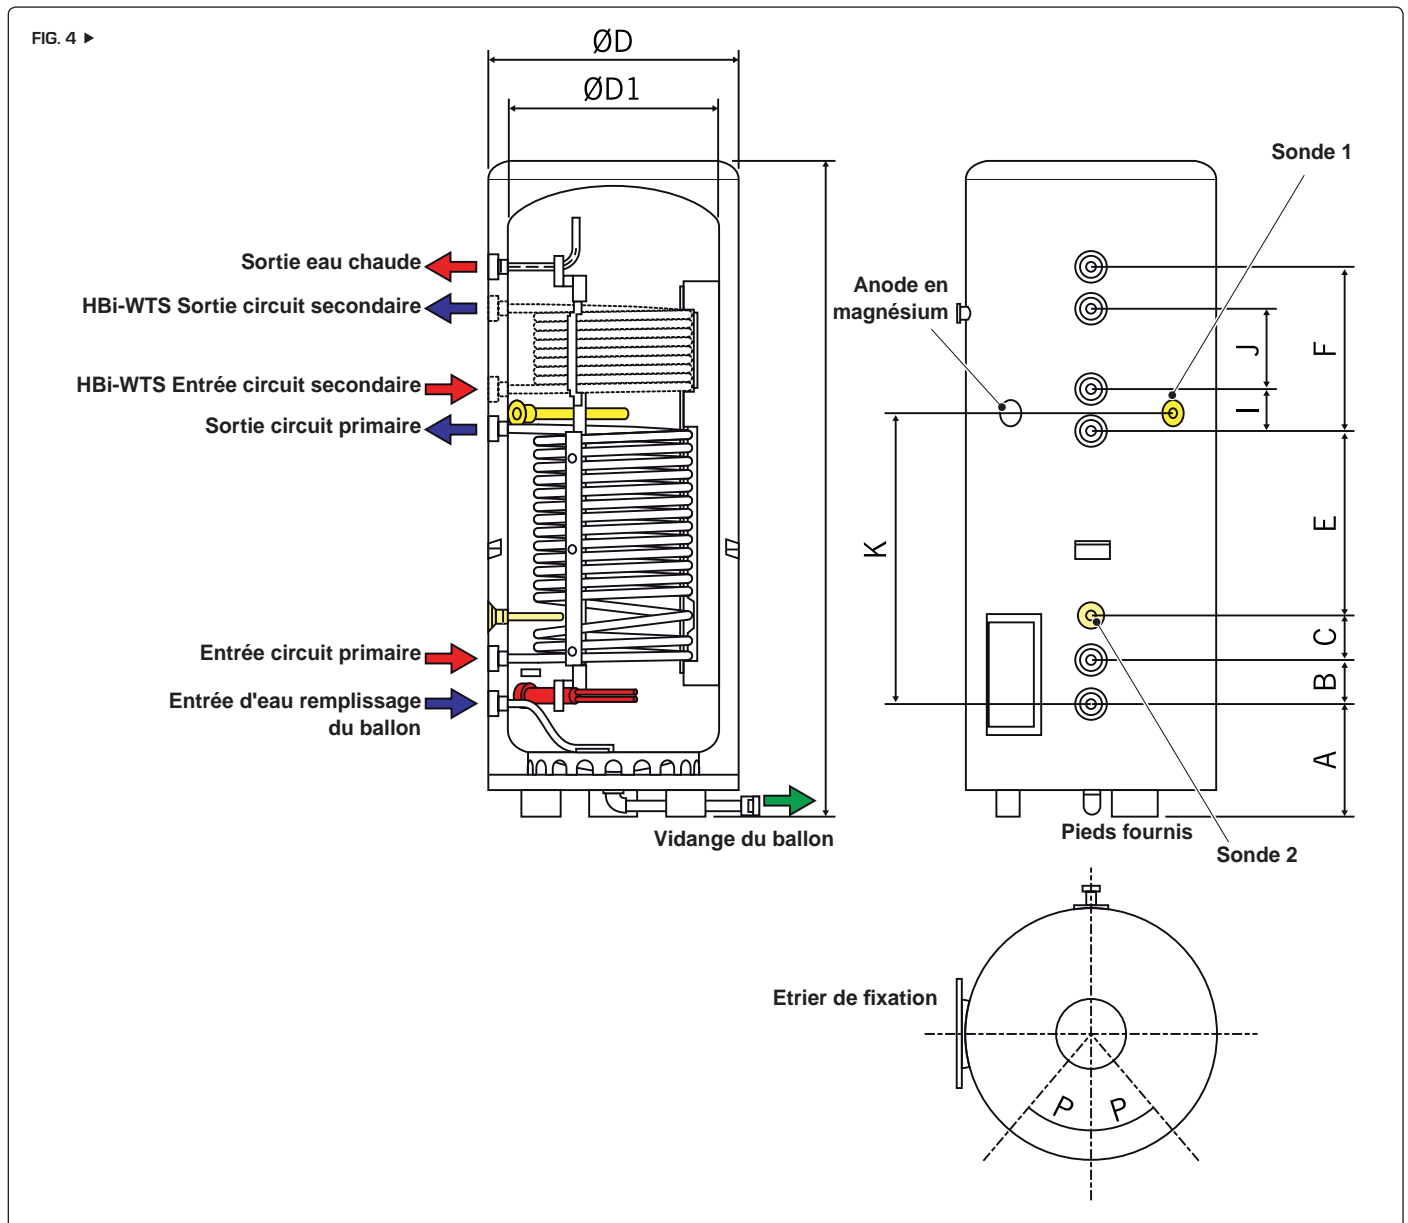 FIG. 4 ▶
ØD
ØD1
Sortie eau chaude
HBi-WTS Sortie circuit secondaire
HBi-WTS Entrée circuit secondaire
Sortie circuit primaire
Entrée circuit primaire
Entrée d'eau remplissage
du ballon
Vidange du ballon
Sonde 1
Anode en
magnésium
J
F
I
K
E
C
B
A
Pieds fournis
Sonde 2
Etrier de fixation
P
P